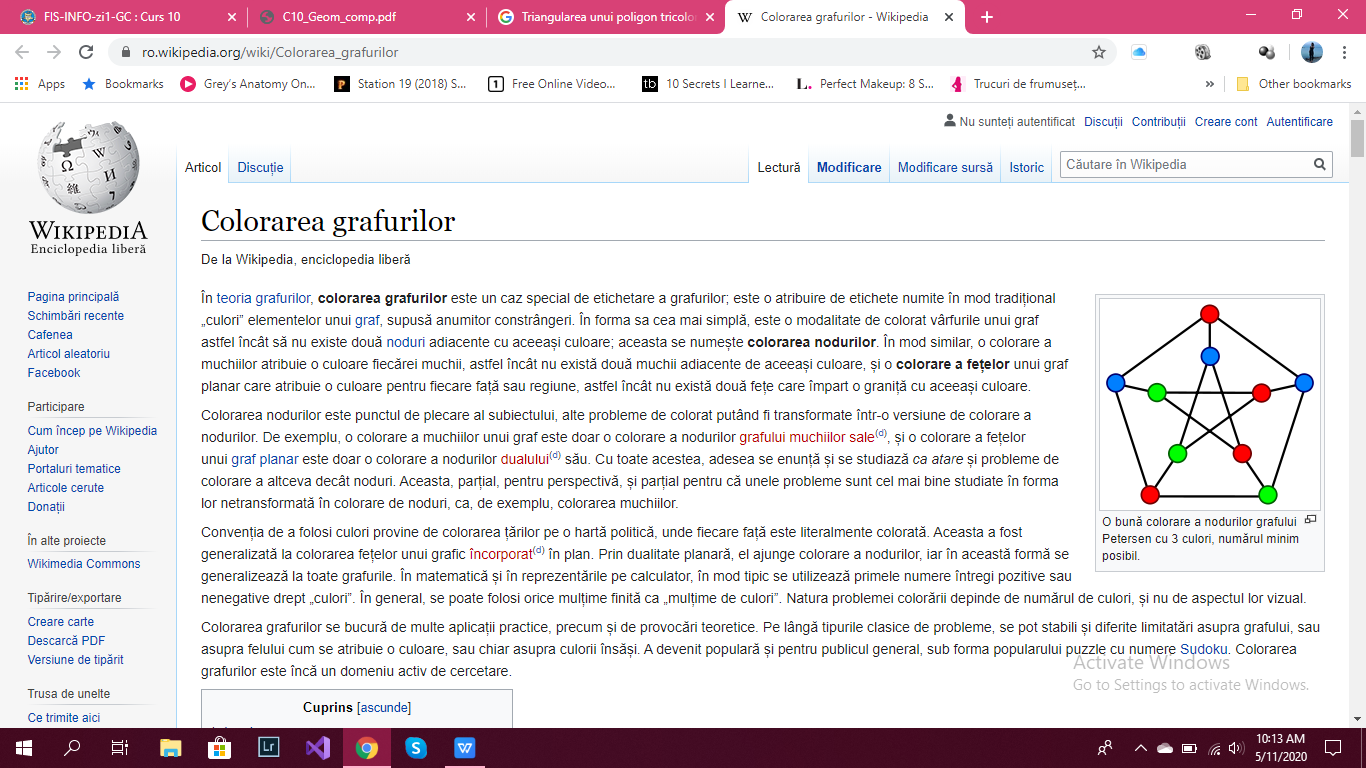 FIS-INFO-zi1-GC : Curs 10
C10_Geom_comp.pdf
Triangularea unui poligon tricolo
Colorarea grafurilor - Wikipedia
ro.wikipedia.org/wiki/Colorarea_grafurilor
Apps
Bookmarks
Grey's Anatomy On...
Station 19 (2018) S...
Free Online Video...
10 Secrets I Learne...
Perfect Makeup: 8 S...
Trucuri de frumuseț...
Other bookmarks
Nu sunteți autentificat Discuții Contribuții Creare cont Autentificare
Articol Discuție Lectură Modificare Modificare sursă Istoric Căutare în Wikipedia
WIKIPEDIA
Enciclopedia liberă
Pagina principală
Schimbări recente
Cafenea
Articol aleatoriu
Facebook
Participare
Cum încep pe Wikipedia
Ajutor
Portaluri tematice
Articole cerute
Donații
În alte proiecte
Wikimedia Commons
Tipărire/exportare
Creare carte
Descarcă PDF
Versiune de tipărit
Trusa de unelte
Ce trimite aici
Colorarea grafurilor
De la Wikipedia, enciclopedia liberă
În teoria grafurilor, colorarea grafurilor este un caz special de etichetare a grafurilor; este o atribuire de etichete numite în mod tradițional
„culori” elementelor unui graf, supusă anumitor constrângeri. În forma sa cea mai simplă, este o modalitate de colorat vârfurile unui graf
astfel încât să nu existe două noduri adiacente cu aceeași culoare; aceasta se numește colorarea nodurilor. În mod similar, o colorare a
muchiilor atribuie o culoare fiecărei muchii, astfel încât nu există două muchii adiacente de aceeași culoare, și o colorare a fețelor unui graf
planar care atribuie o culoare pentru fiecare față sau regiune, astfel încât nu există două fețe care împart o graniță cu aceeași culoare.
Colorarea nodurilor este punctul de plecare al subiectului, alte probleme de colorat putând fi transformate într-o versiune de colorare a
nodurilor. De exemplu, o colorare a muchiilor unui graf este doar o colorare a nodurilor grafului muchiilor sale(d), și o colorare a fețelor
unui graf planar este doar o colorare a nodurilor dualului(d) său. Cu toate acestea, adesea se enunță și se studiază ca atare și probleme de
colorare a altceva decât noduri. Aceasta, parțial, pentru perspectivă, și parțial pentru că unele probleme sunt cel mai bine studiate în forma
lor netransformată în colorare de noduri, ca, de exemplu, colorarea muchiilor.
Convenția de a folosi culori provine de colorarea țărilor pe o hartă politică, unde fiecare față este literalmente colorată. Aceasta a fost
generalizată la colorarea fețelor unui grafic încorporat(d) în plan. Prin dualitate planară, el ajunge colorare a nodurilor, iar în această formă se
generalizează la toate grafurile. În matematică și în reprezentările pe calculator, în mod tipic se utilizează primele numere întregi pozitive sau
nenegative drept „culori”. În general, se poate folosi orice mulțime finită ca „mulțime de culori”. Natura problemei colorării depinde de numărul de culori, și nu de aspectul lor vizual.
Colorarea grafurilor se bucură de multe aplicații practice, precum și de provocări teoretice. Pe lângă tipurile clasice de probleme, se pot stabili și diferite limitatări asupra grafului, sau
asupra felului cum se atribuie o culoare, sau chiar asupra culorii însăși. A devenit populară și pentru publicul general, sub forma popularului puzzle cu numere Sudoku. Colorarea
grafurilor este încă un domeniu activ de cercetare.
Cuprins [ascunde]
O bună colorare a nodurilor grafului
Petersen cu 3 culori, numărul minim
posibil.
Activate Windows
Go to Settings to activate Windows.
10:13 AM
5/11/2020